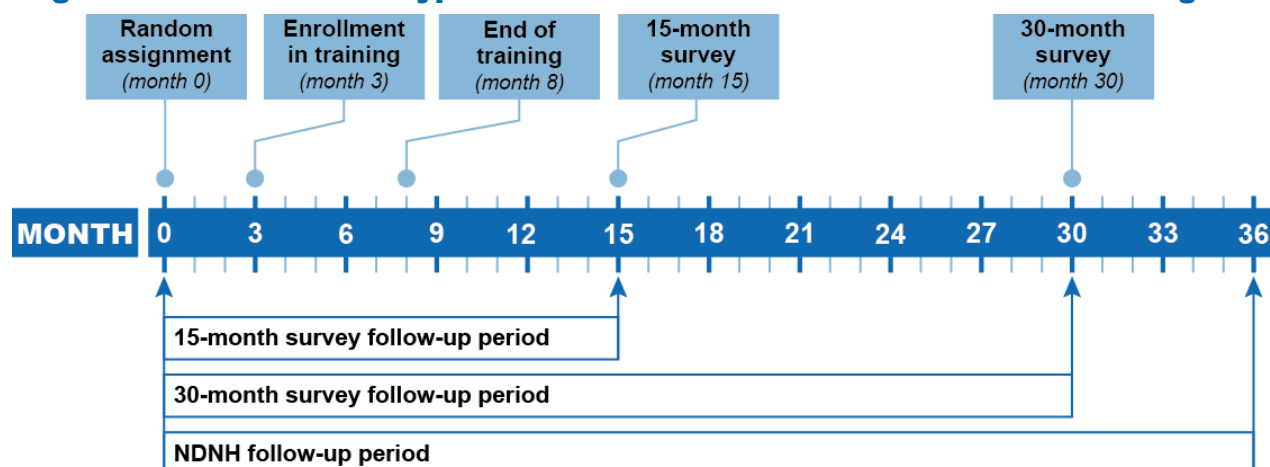 Random
assignment
(month 0)
Enrollment
in training
(month 3)
End of
training
(month 8)
15-month
survey
(month 15)
30-month
survey
(month 30)
MONTH 0 3 6 9 12 15 18 21 24 27 30 33 36
15-month survey follow-up period
30-month survey follow-up period
NDNH follow-up period